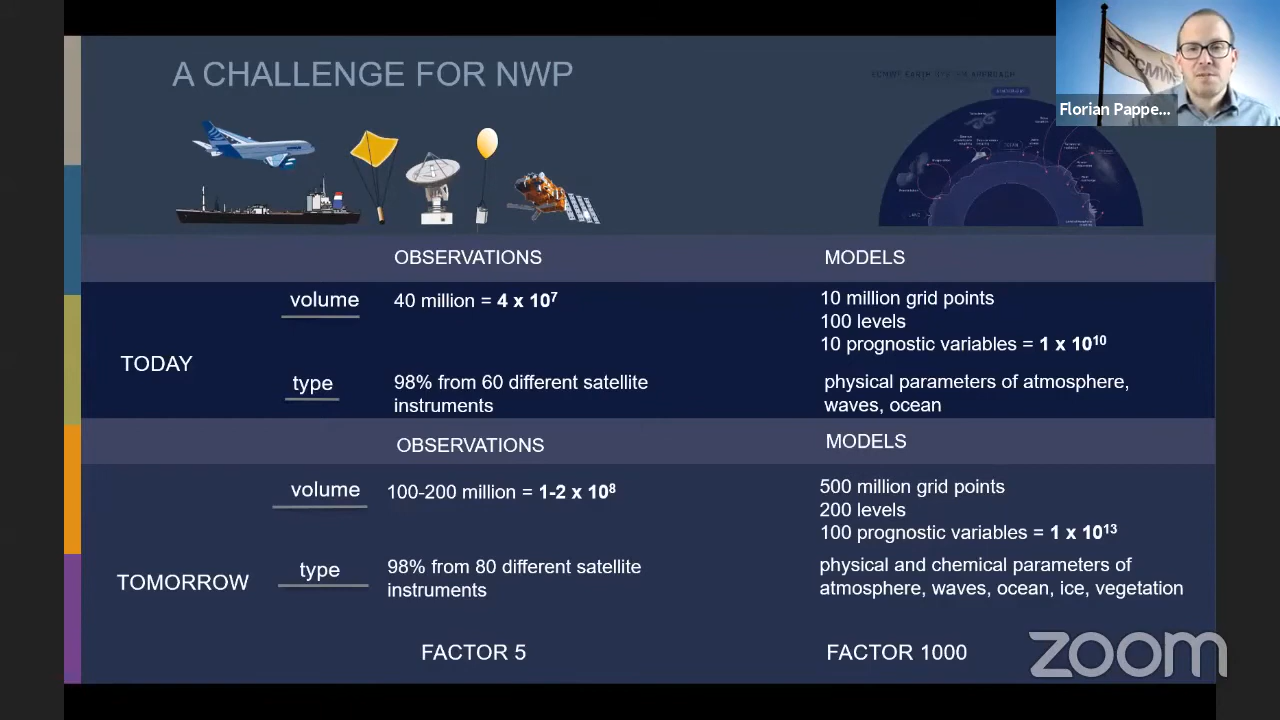 A CHALLENGE FOR NWP
Florian Pappe...
OBSERVATIONS
MODELS
volume
40 million = 4 x 10⁷
10 million grid points
100 levels
10 prognostic variables = 1 x 10¹⁰
TODAY
type
98% from 60 different satellite
instruments
physical parameters of atmosphere,
waves, ocean
OBSERVATIONS
MODELS
volume
100-200 million = 1-2 x 10⁸
500 million grid points
200 levels
100 prognostic variables = 1 x 10¹³
TOMORROW
type
98% from 80 different satellite
instruments
physical and chemical parameters of
atmosphere, waves, ocean, ice, vegetation
FACTOR 5
FACTOR 1000
zoom